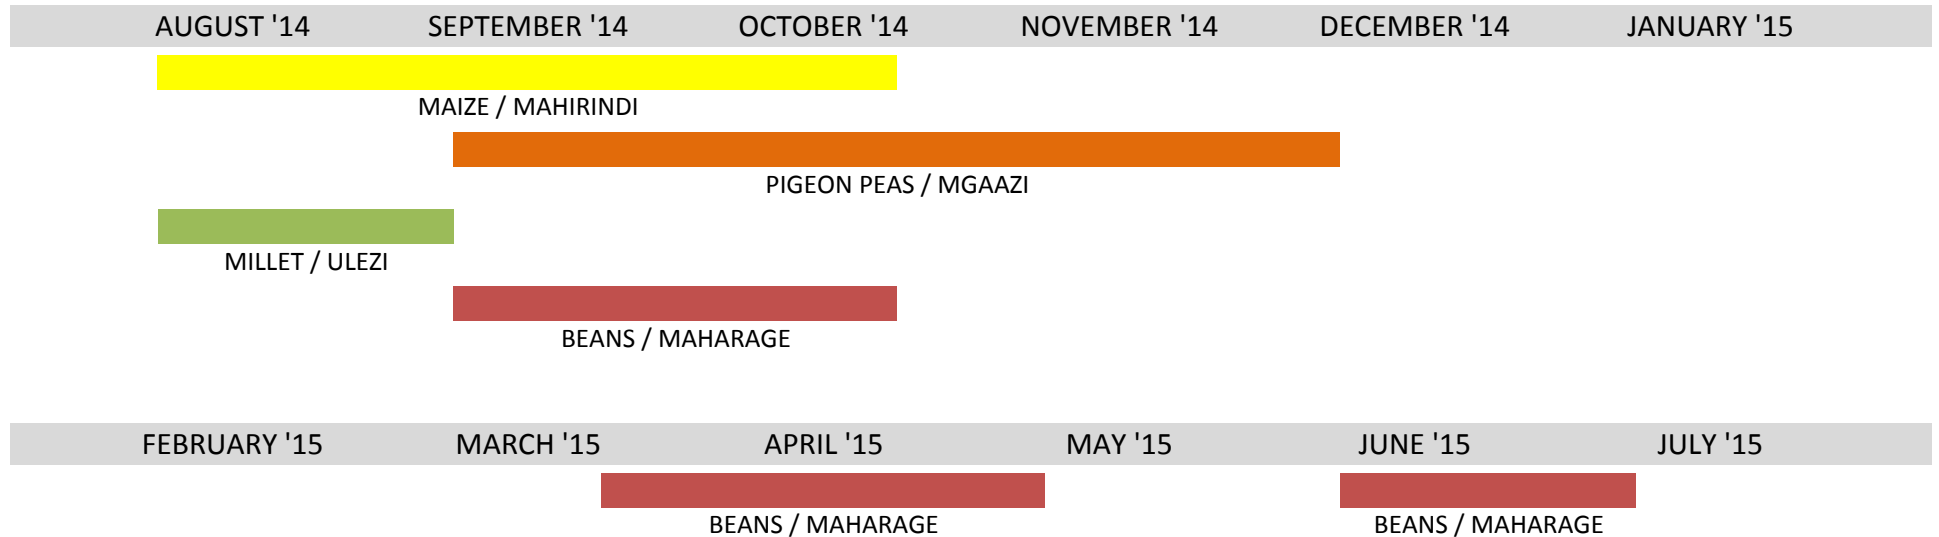 AUGUST '14 SEPTEMBER '14 OCTOBER '14 NOVEMBER '14 DECEMBER '14 JANUARY '15
MAIZE / MAHIRINDI
PIGEON PEAS / MGAAZI
MILLET / ULEZI
BEANS / MAHARAGE
FEBRUARY '15 MARCH '15 APRIL '15 MAY '15 JUNE '15 JULY '15
BEANS / MAHARAGE BEANS / MAHARAGE